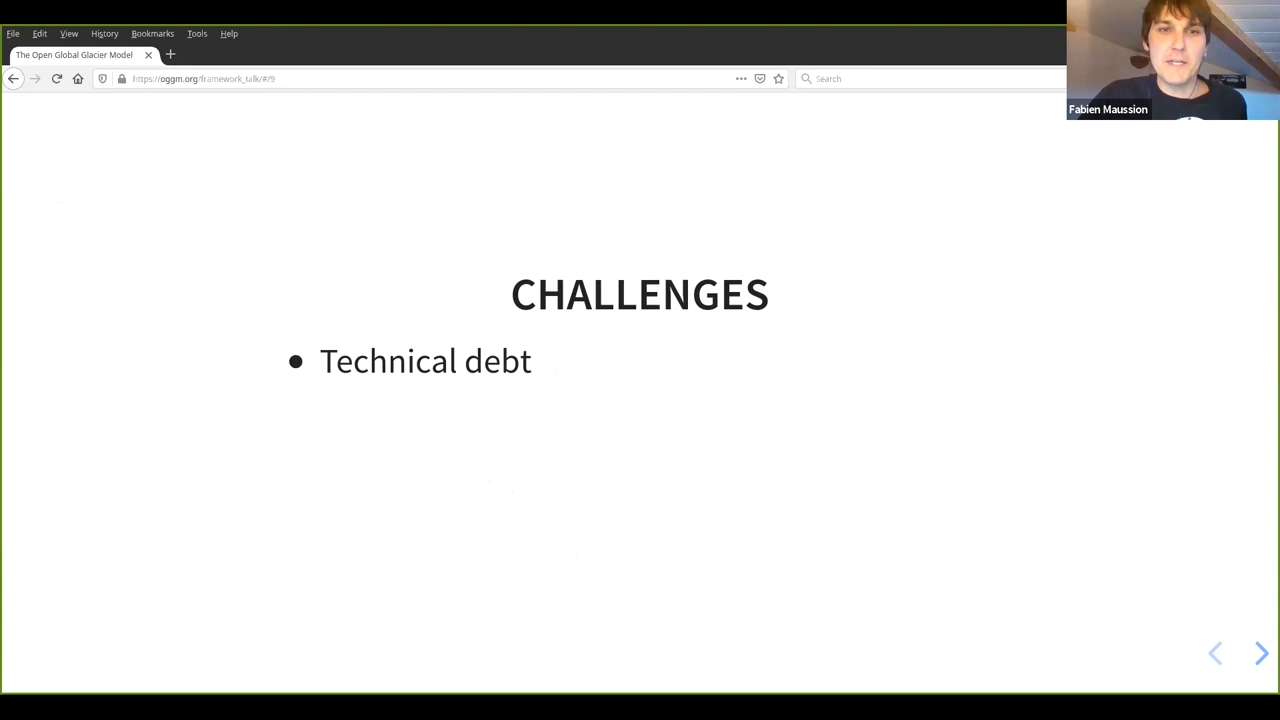 File Edit View History Bookmarks Tools Help
The Open Global Glacier Model
https://oggm.org/framework_talk/#/9
Search
Fabien Maussion
CHALLENGES
• Technical debt